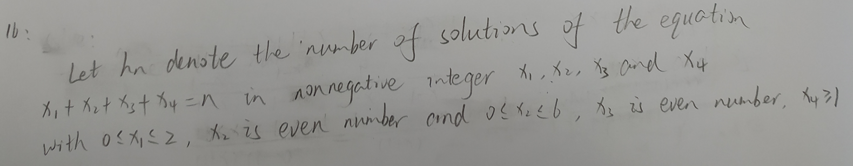 1b:
Let hn denote the number of solutions of the equation
x₁+x₂+x₃+x₄=n in nonnegative integer x₁, x₂, x₃ and x₄
with 0≤x₁≤2, x₂ is even number and 0≤x₂≤6, x₃ is even number, x₄≥1